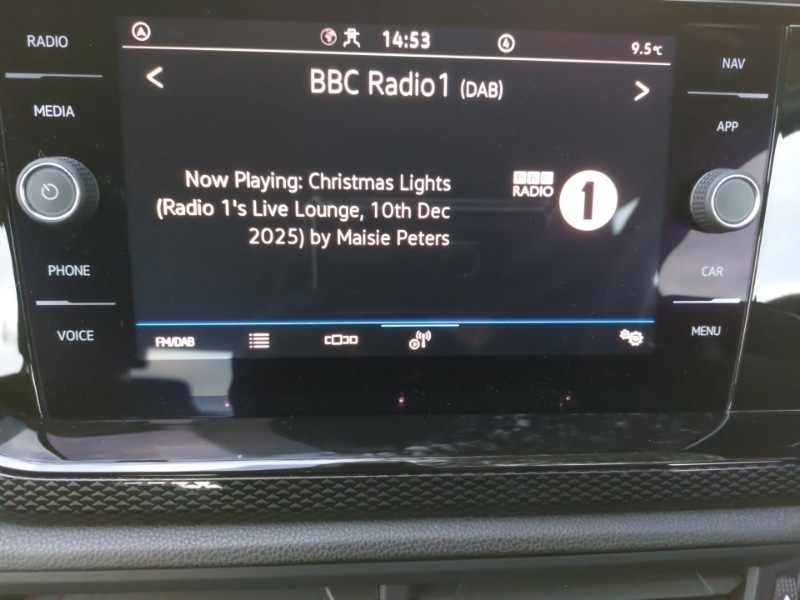 RADIO
MEDIA
PHONE
VOICE
14:53
4
9.5°C
BBC Radio1 (DAB)
Now Playing: Christmas Lights
(Radio 1's Live Lounge, 10th Dec
2025) by Maisie Peters
BBC
RADIO
1
FM/DAB
NAV
APP
CAR
MENU